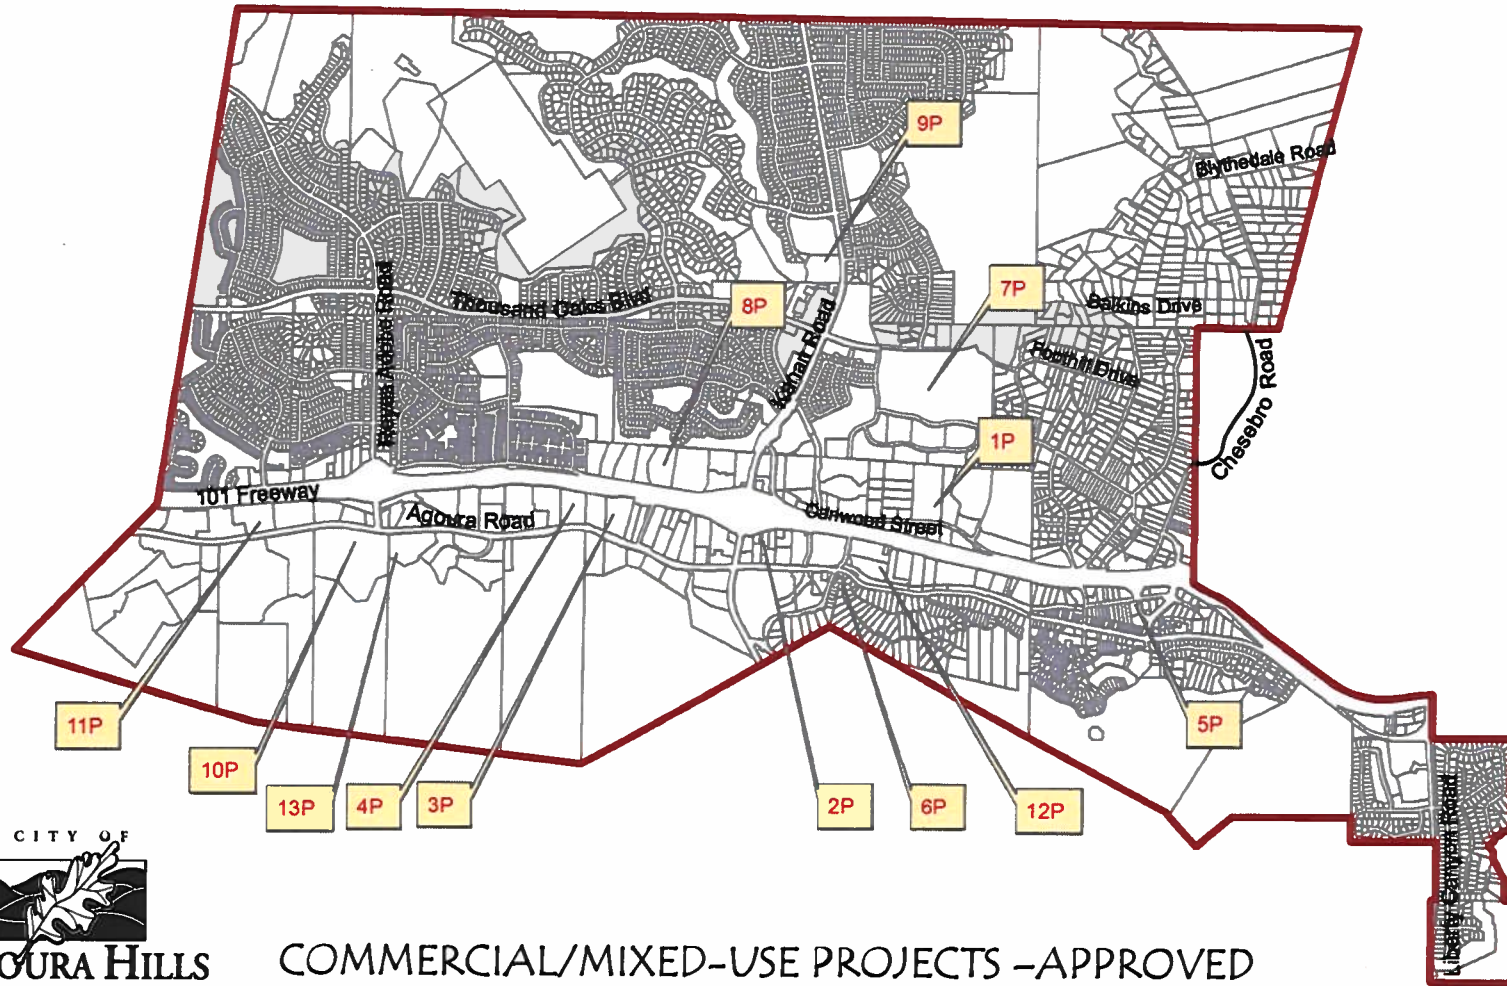 9P
Blythedale Road
7P
Balkins Drive
8P
Thousand Oaks Blvd
Reyes Adobe Road
Kanan Road
Foothill Drive
Chesebro Road
1P
101 Freeway
Agoura Road
Canwood Street
11P
10P
13P
4P
3P
2P
6P
12P
5P
Liberty Canyon Road
CITY OF
OURA HILLS
COMMERCIAL/MIXED-USE PROJECTS -APPROVED